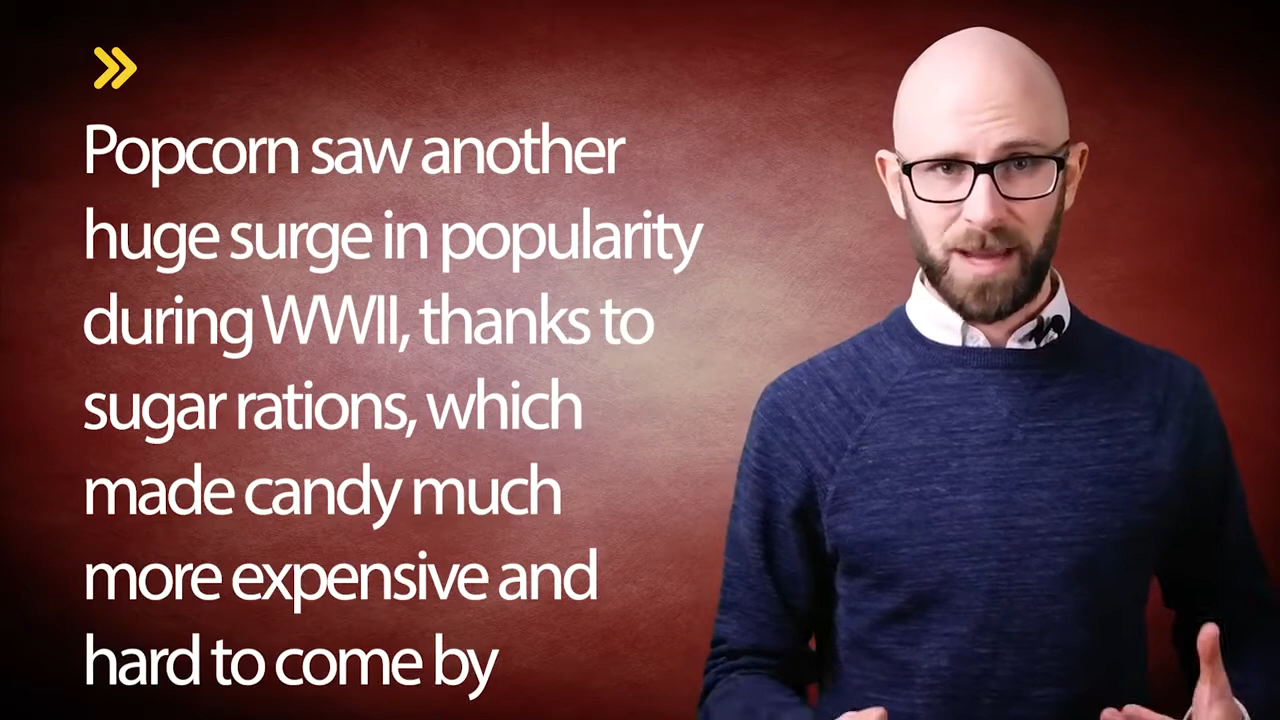 Popcorn saw another
huge surge in popularity
during WWII, thanks to
sugar rations, which
made candy much
more expensive and
hard to come by